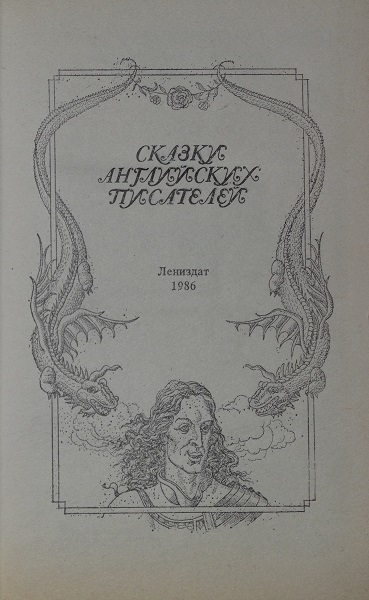 СКАЗКИ
АНГЛИЙСКИХ
ПИСАТЕЛЕЙ
Лениздат
1986